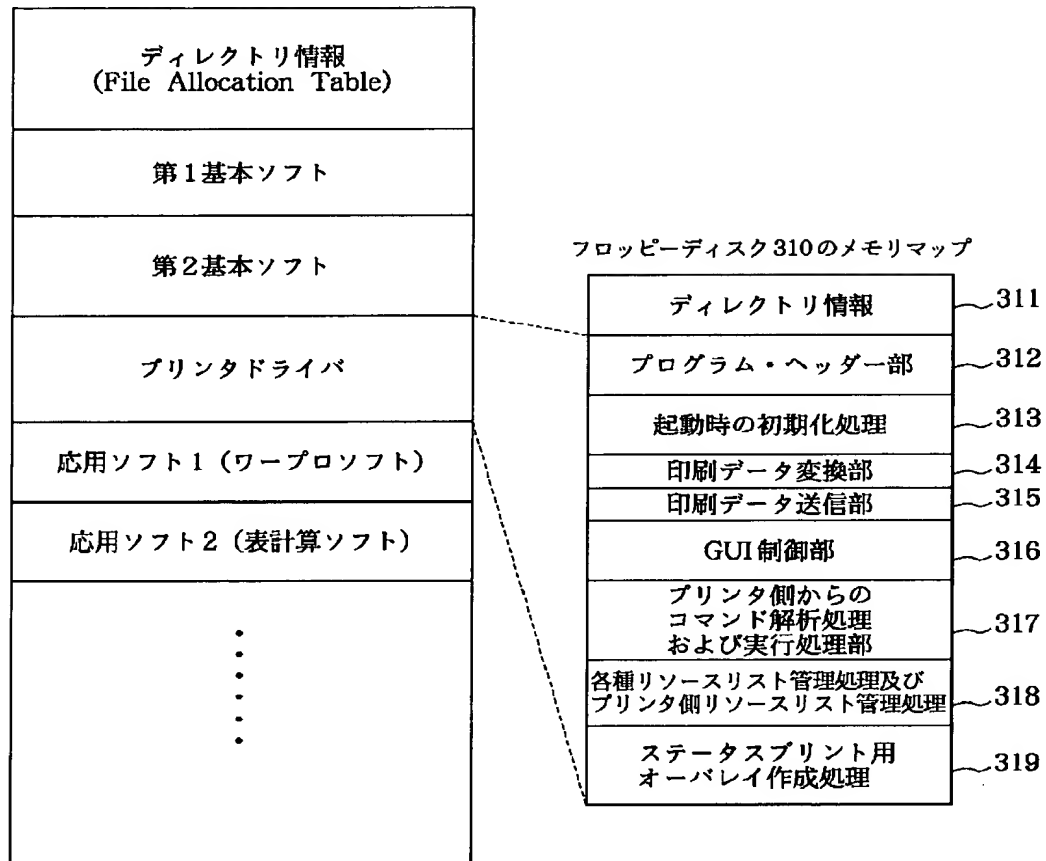 ディレクトリ情報
(File Allocation Table)
第1基本ソフト
第2基本ソフト
プリンタドライバ
応用ソフト1(ワープロソフト)
応用ソフト2(表計算ソフト)
フロッピーディスク310のメモリマップ
ディレクトリ情報
311
プログラム・ヘッダー部
312
起動時の初期化処理
313
印刷データ変換部
314
印刷データ送信部
315
GUI制御部
316
プリンタ側からの
コマンド解析処理
および実行処理部
317
各種リソースリスト管理処理及び
プリンタ側リソースリスト管理処理
318
ステータスプリント用
オーバレイ作成処理
319